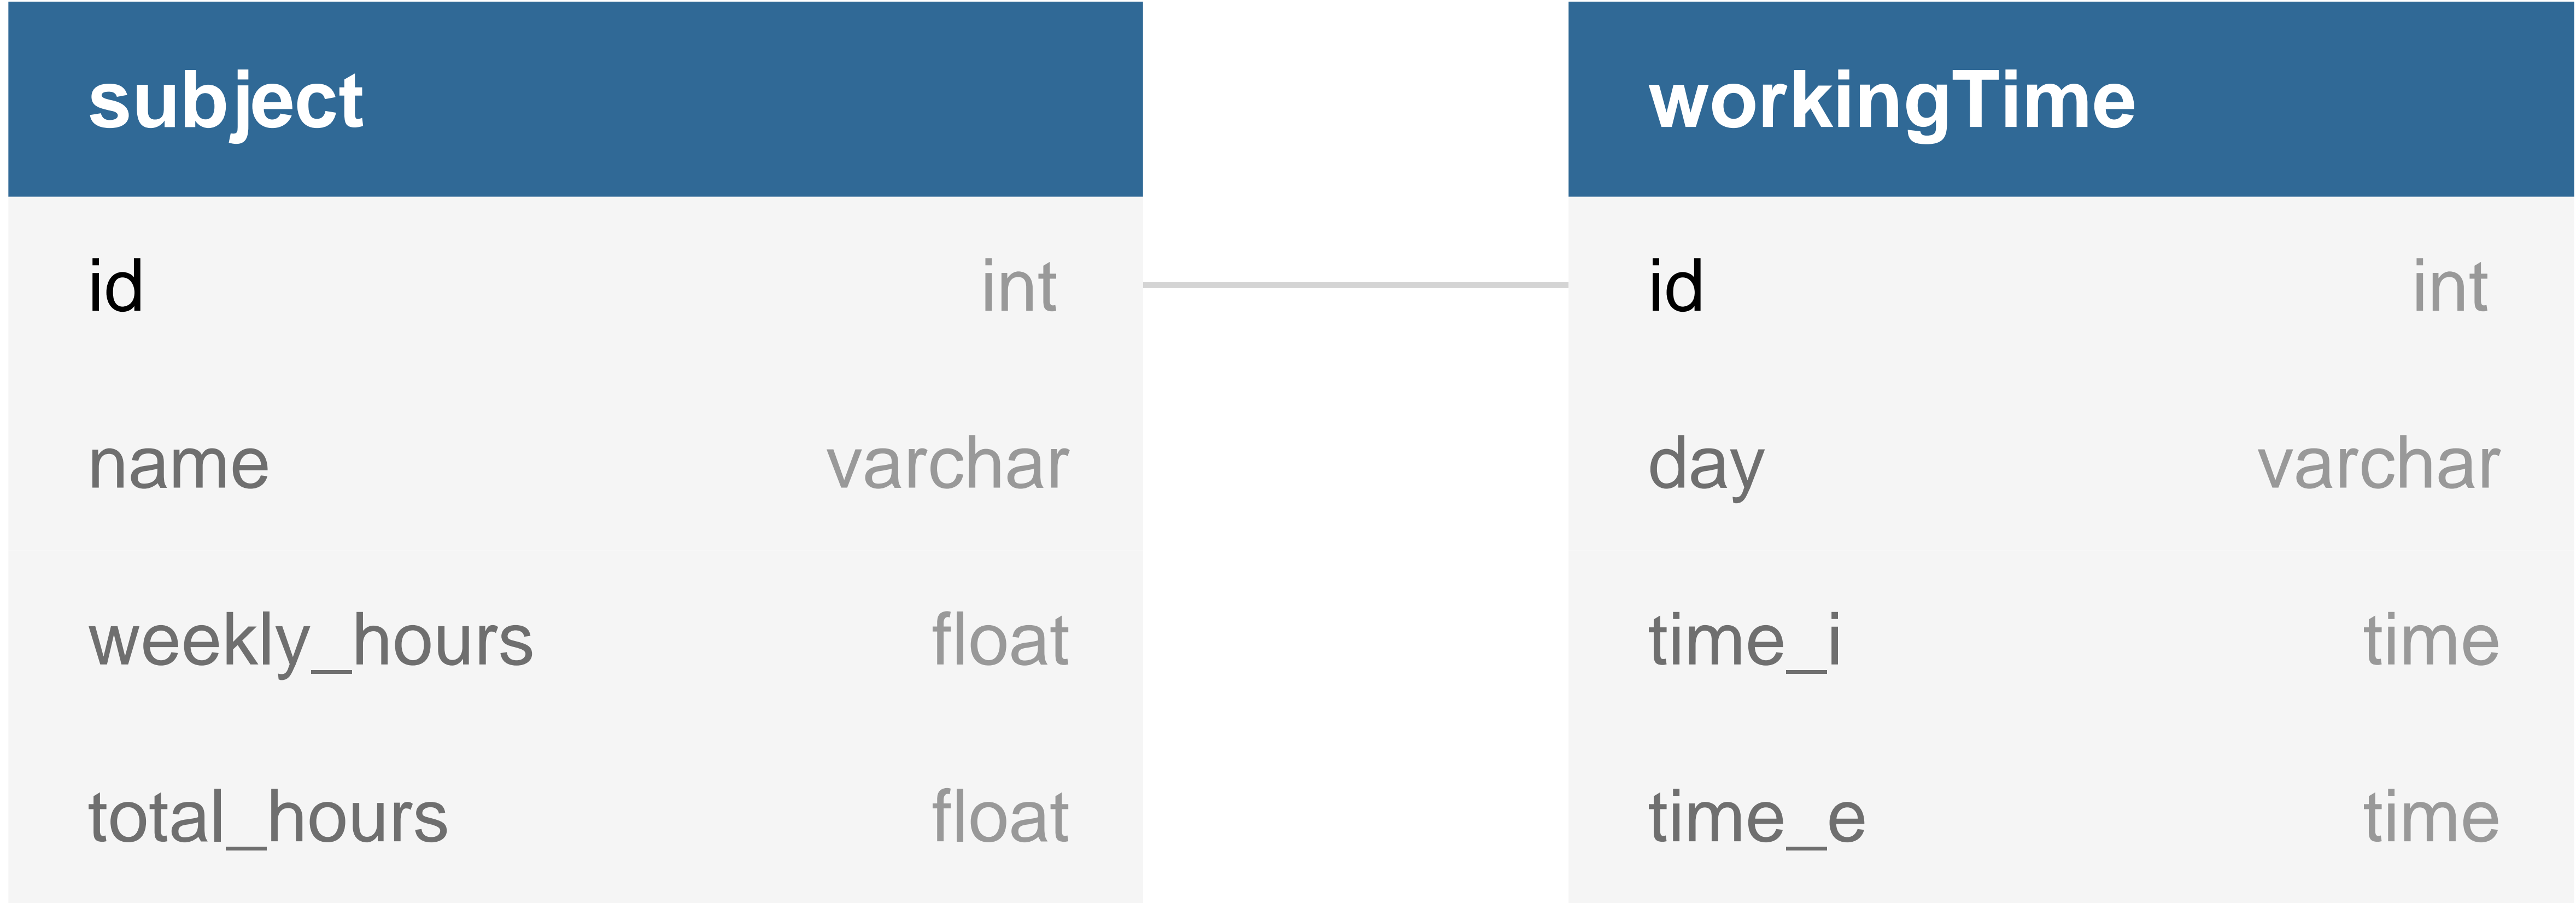 subject
id int
name varchar
weekly_hours float
total_hours float
workingTime
id int
day varchar
time_i time
time_e time